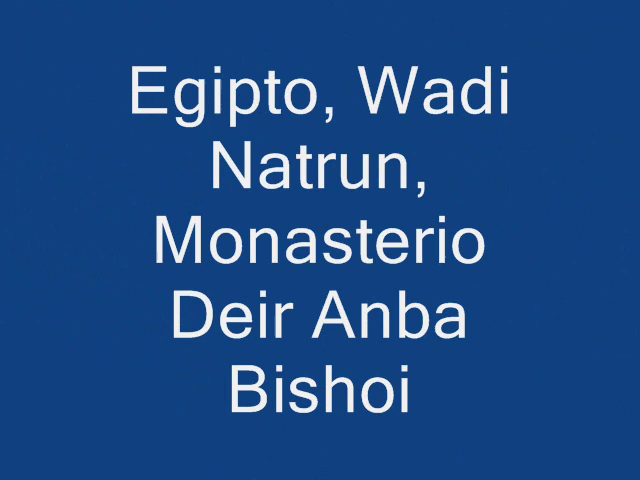 Egipto, Wadi
Natrun,
Monasterio
Deir Anba
Bishoi